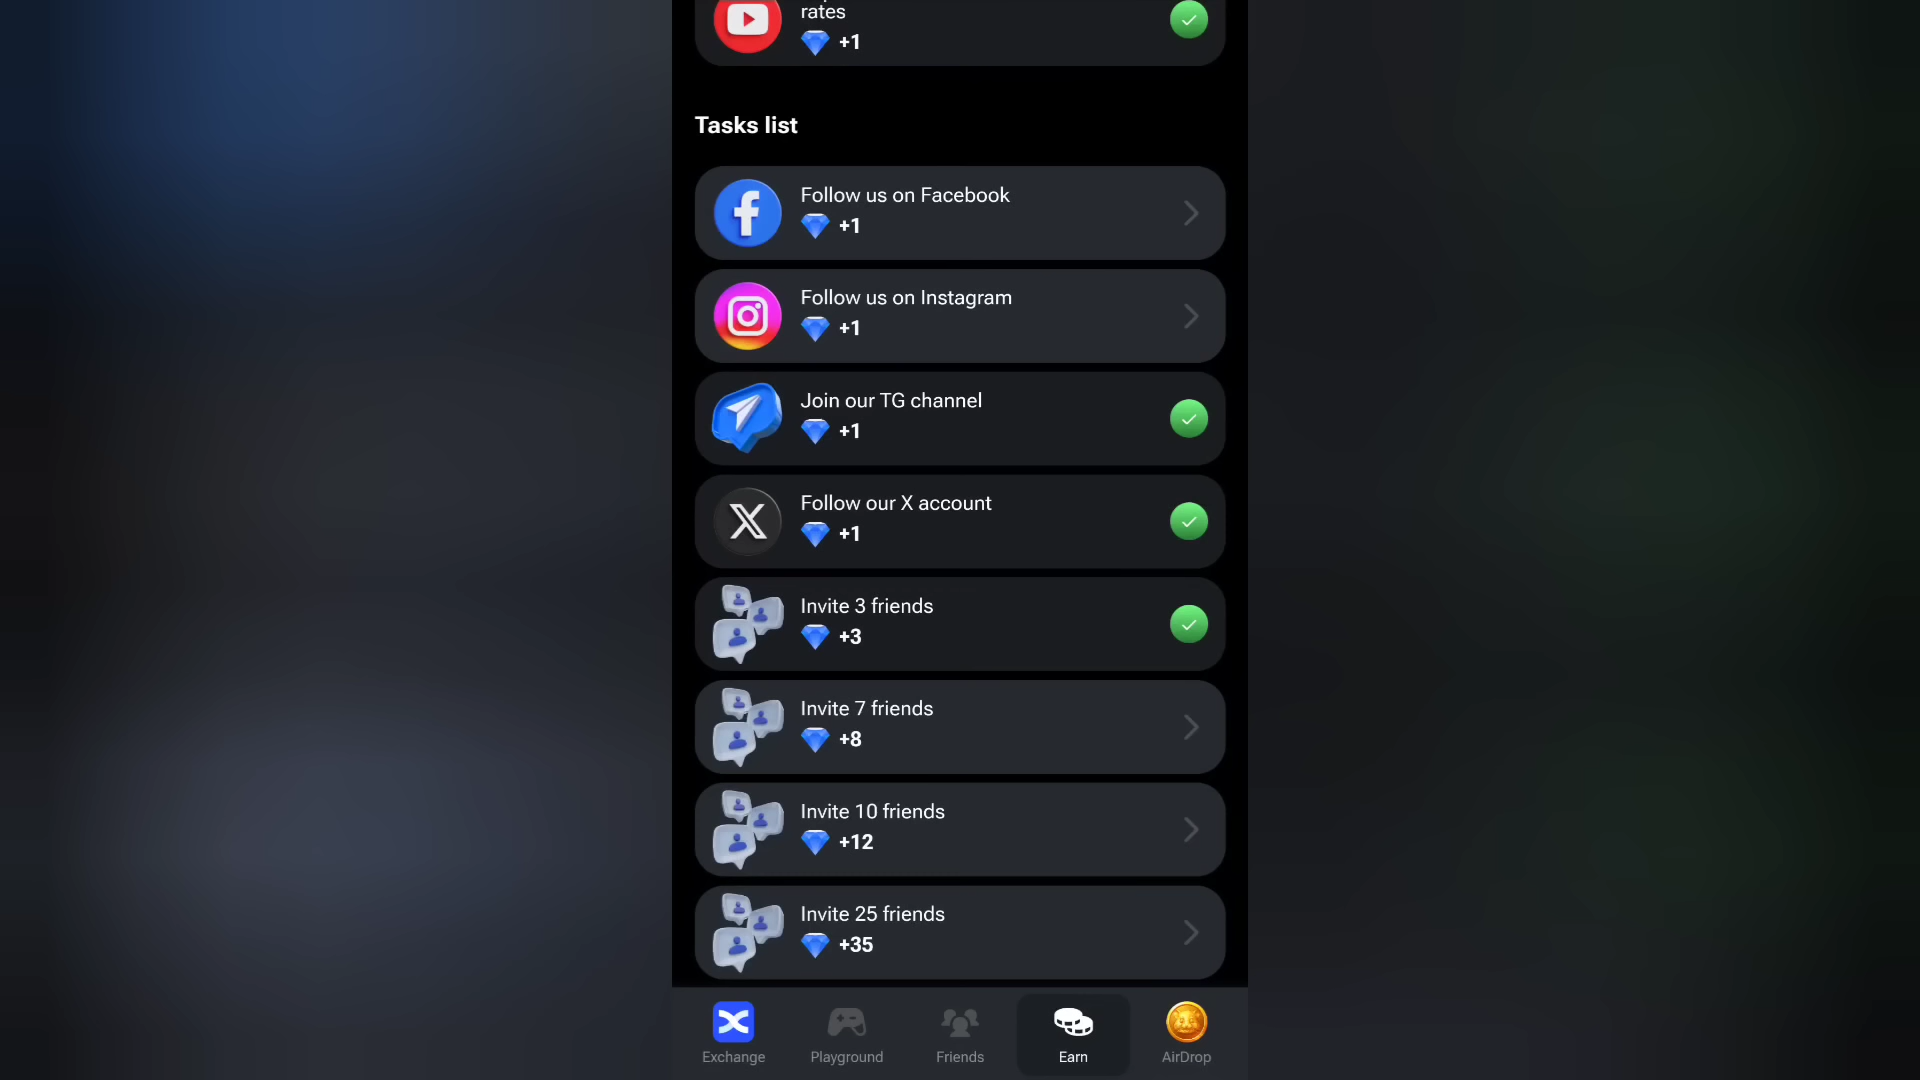 rates
+1
Tasks list
Follow us on Facebook
+1
Follow us on Instagram
+1
Join our TG channel
+1
Follow our X account
+1
Invite 3 friends
+3
Invite 7 friends
+8
Invite 10 friends
+12
Invite 25 friends
+35
Exchange Playground Friends Earn AirDrop